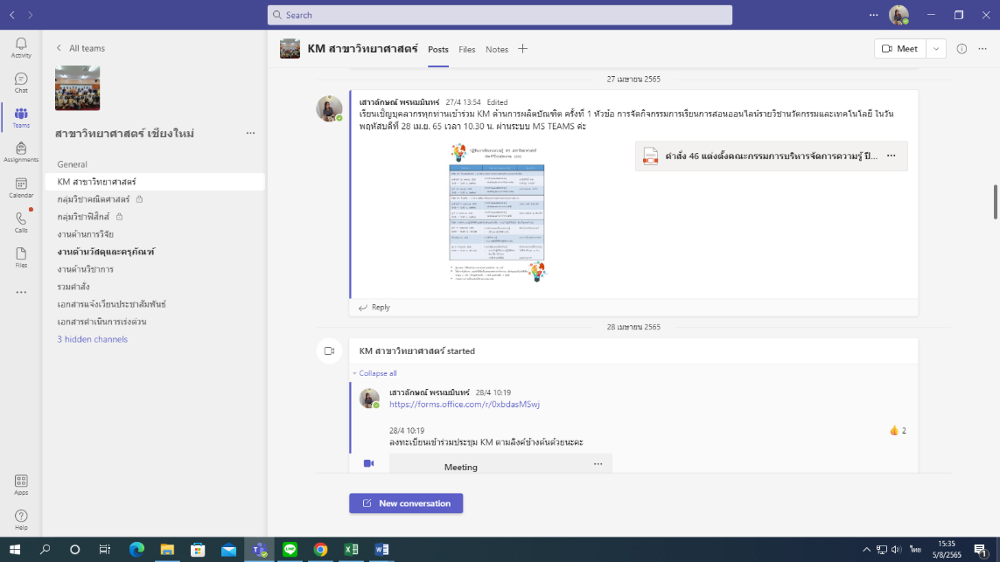 Search
Activity
Chat
Teams
Assignments
Calendar
Calls
Files
Apps
Help
All teams
สาขาวิทยาศาสตร์ เชียงใหม่
General
KM สาขาวิทยาศาสตร์
กลุ่มวิชาคณิตศาสตร์
กลุ่มวิชาฟิสิกส์
งานด้านการวิจัย
งานด้านวัสดุและครุภัณฑ์
งานด้านวิชาการ
รวมคำสั่ง
เอกสารแจ้งเวียนประชาสัมพันธ์
เอกสารดำเนินการเร่งด่วน
3 hidden channels
KM สาขาวิทยาศาสตร์ Posts Files Notes
Meet
27 เมษายน 2565
เสาวลักษณ์ พรหมมินทร์ 27/4 13:54 Edited
เรียนเชิญบุคลากรทุกท่านเข้าร่วม KM ด้านการผลิตบัณฑิต ครั้งที่ 1 หัวข้อ การจัดกิจกรรมการเรียนการสอนออนไลน์รายวิชานวัตกรรมและเทคโนโลยี ในวัน
พฤหัสบดีที่ 28 เม.ย. 65 เวลา 10.30 น. ผ่านระบบ MS TEAMS ค่ะ
คำสั่ง 46 แต่งตั้งคณะกรรมการบริหารจัดการความรู้ ปี...
Reply
28 เมษายน 2565
KM สาขาวิทยาศาสตร์ started
Collapse all
เสาวลักษณ์ พรหมมินทร์ 28/4 10:19
https://forms.office.com/r/0xbdasMSwj
28/4 10:19
2
ลงทะเบียนเข้าร่วมประชุม KM ตามลิงค์ข้างต้นด้วยนะคะ
Meeting
New conversation
ไทย
15:35
5/8/2565